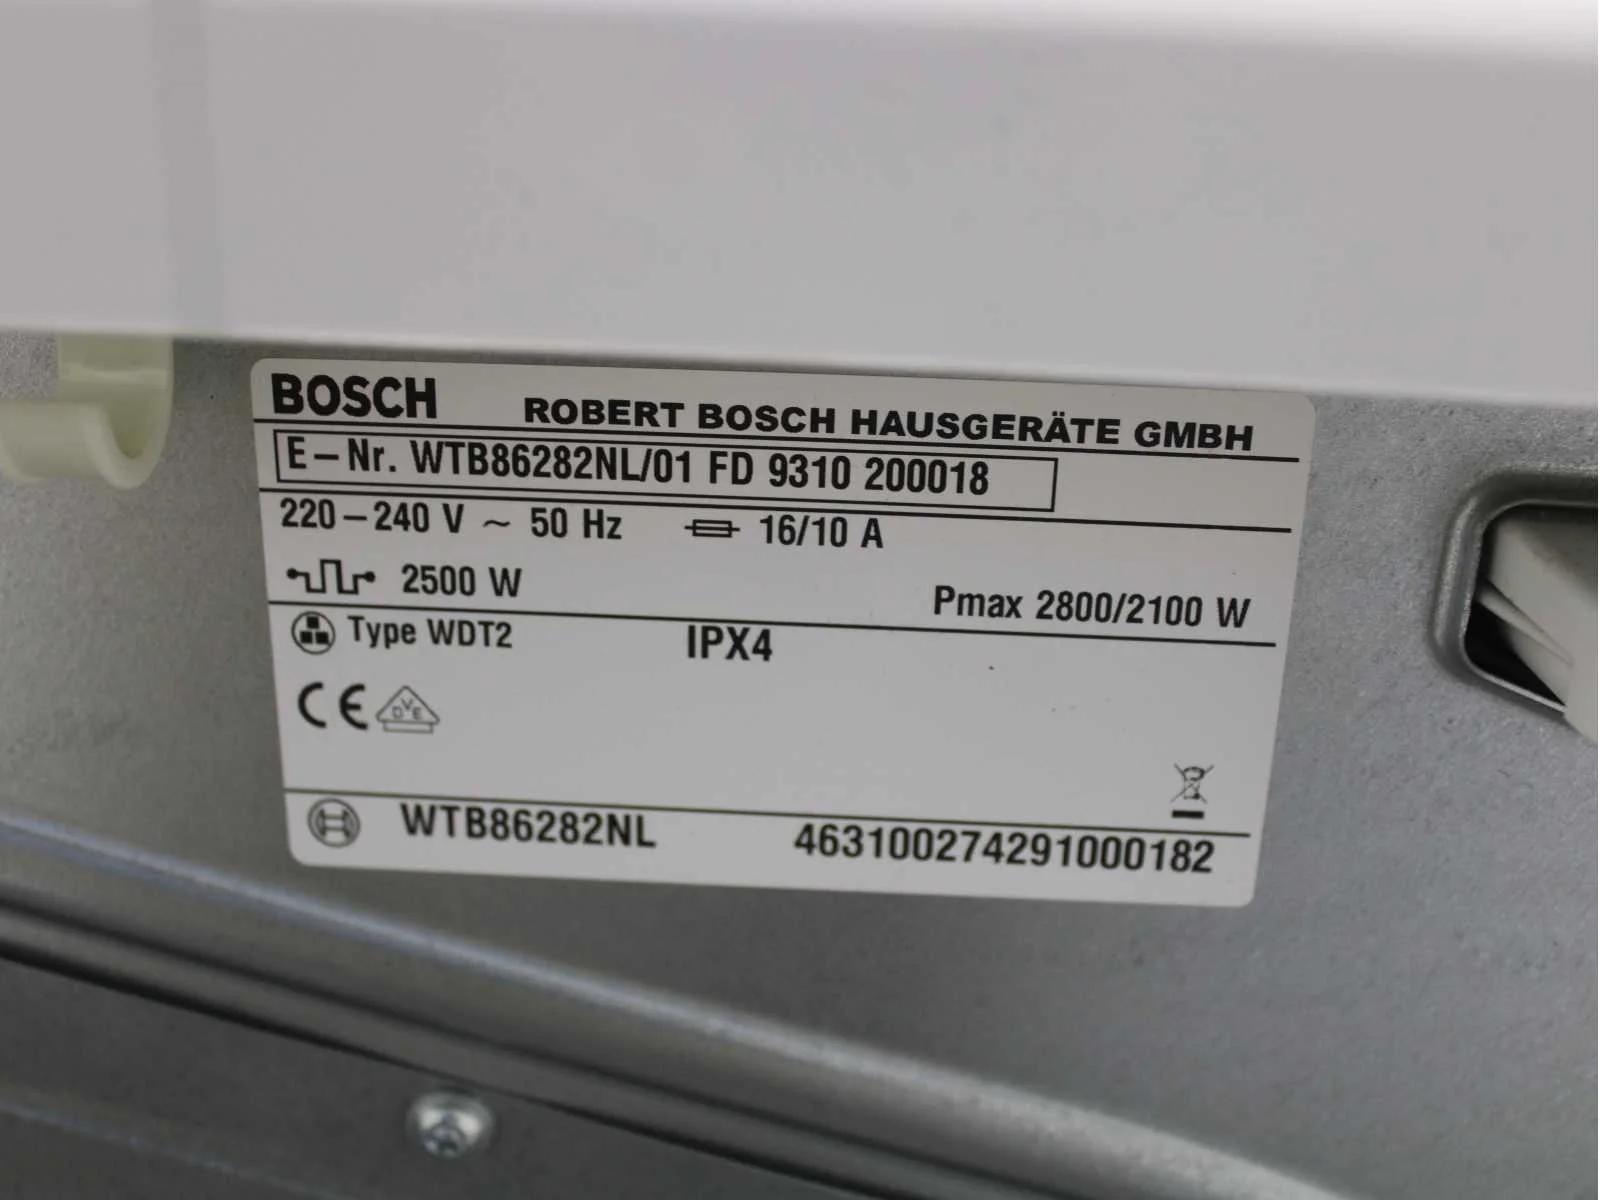 BOSCH ROBERT BOSCH HAUSGERÄTE GMBH
E-Nr. WTB86282NL/01 FD 9310 200018
220-240 V ~ 50 Hz 16/10 A
2500 W Pmax 2800/2100 W
Type WDT2 IPX4
CE DVE
WTB86282NL 463100274291000182